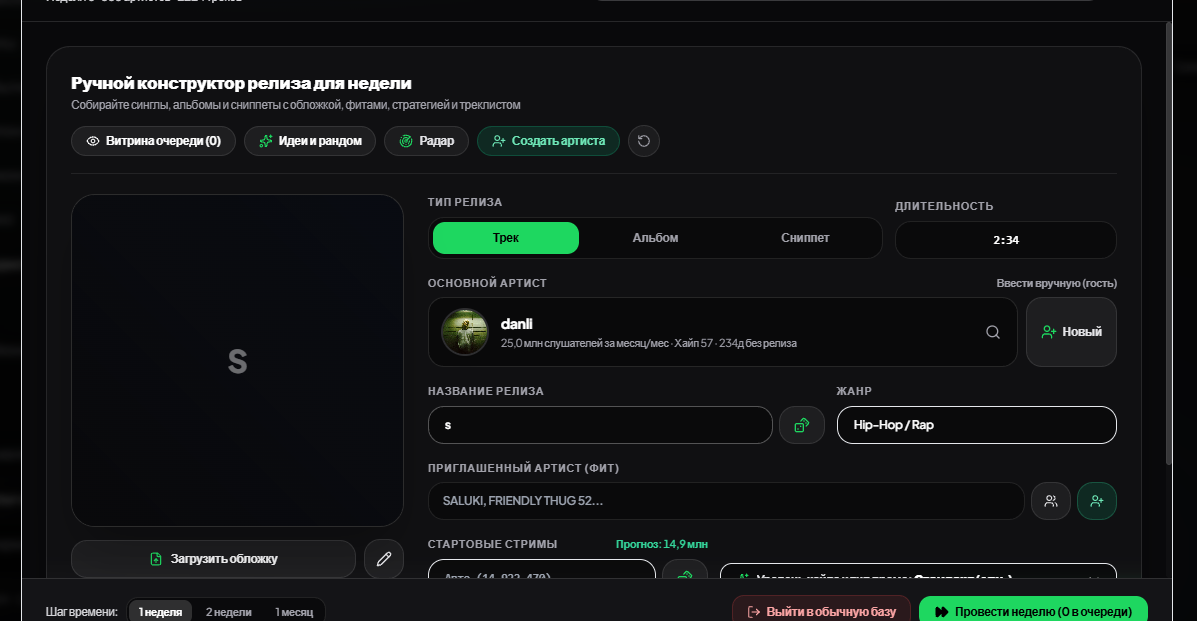 Ручной конструктор релиза для недели
Собирайте синглы, альбомы и сниппеты с обложкой, фитами, стратегией и треклистом
Витрина очереди (0)
Идеи и рандом
Радар
Создать артиста
S
Загрузить обложку
ТИП РЕЛИЗА
Трек
Альбом
Сниппет
ДЛИТЕЛЬНОСТЬ
2:34
ОСНОВНОЙ АРТИСТ
Ввести вручную (гость)
danli
25,0 млн слушателей за месяц/мес · Хайп 57 · 234д без релиза
Новый
НАЗВАНИЕ РЕЛИЗА
s
ЖАНР
Hip-Hop / Rap
ПРИГЛАШЕННЫЙ АРТИСТ (ФИТ)
SALUKI, FRIENDLY THUG 52...
СТАРТОВЫЕ СТРИМЫ
Прогноз: 14,9 млн
Шаг времени:
1 неделя
2 недели
1 месяц
Выйти в обычную базу
Провести неделю (0 в очереди)